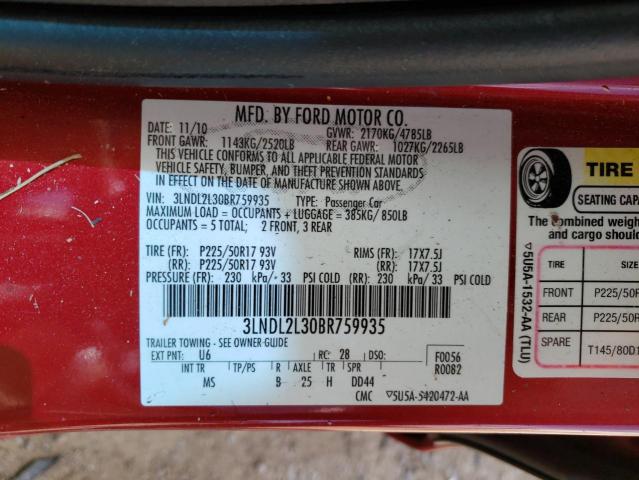 MFD. BY FORD MOTOR CO.
DATE: 11/10 GVWR: 2170KG/4785LB
FRONT GAWR: 1143KG/2520LB REAR GAWR: 1027KG/2265LB
THIS VEHICLE CONFORMS TO ALL APPLICABLE FEDERAL MOTOR
VEHICLE SAFETY, BUMPER, AND THEFT PREVENTION STANDARDS
IN EFFECT ON THE DATE OF MANUFACTURE SHOWN ABOVE.
VIN: 3LNDL2L30BR759935 TYPE: Passenger Car
MAXIMUM LOAD = OCCUPANTS + LUGGAGE = 385KG/ 850LB
OCCUPANTS = 5 TOTAL; 2 FRONT, 3 REAR
TIRE (FR): P225/50R17 93V RIMS (FR): 17X7.5J
(RR): P225/50R17 93V (RR): 17X7.5J
PRESSURE (FR): 230 kPa/ 33 PSI COLD (RR): 230 kPa/33 PSI COLD
3LNDL2L30BR759935
TRAILER TOWING - SEE OWNER GUIDE
EXT PNT: U6 RC: 28 DSO: F0056
R0082
INT TR TP/PS R AXLE TR SPR
MS B 25 H DD44
CMC ▽5U5A-5420472-AA
▽5U5A-1532-AA (TLU)
TIRE
SEATING CAPA
The combined weigh
and cargo shoul
TIRE SIZE
FRONT P225/50R
REAR P225/50R
SPARE T145/80D1